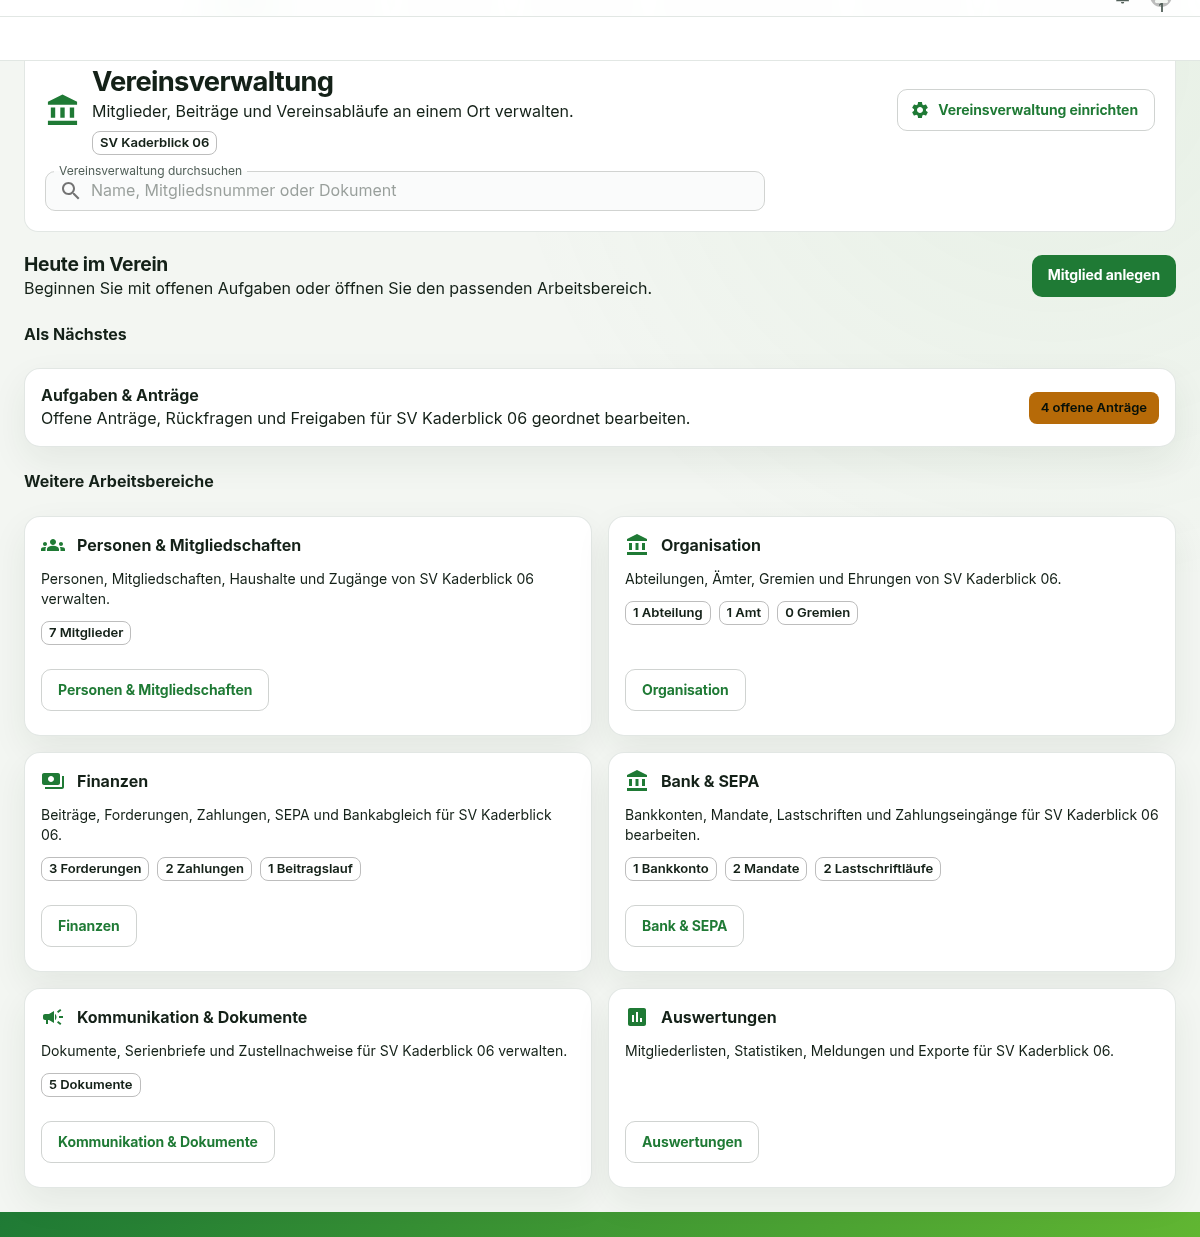 Vereinsverwaltung
Mitglieder, Beiträge und Vereinsabläufe an einem Ort verwalten.
SV Kaderblick 06
Vereinsverwaltung einrichten
Vereinsverwaltung durchsuchen
Name, Mitgliedsnummer oder Dokument
Heute im Verein
Beginnen Sie mit offenen Aufgaben oder öffnen Sie den passenden Arbeitsbereich.
Mitglied anlegen
Als Nächstes
Aufgaben & Anträge
Offene Anträge, Rückfragen und Freigaben für SV Kaderblick 06 geordnet bearbeiten.
4 offene Anträge
Weitere Arbeitsbereiche
Personen & Mitgliedschaften
Personen, Mitgliedschaften, Haushalte und Zugänge von SV Kaderblick 06
verwalten.
7 Mitglieder
Personen & Mitgliedschaften
Organisation
Abteilungen, Ämter, Gremien und Ehrungen von SV Kaderblick 06.
1 Abteilung 1 Amt 0 Gremien
Organisation
Finanzen
Beiträge, Forderungen, Zahlungen, SEPA und Bankabgleich für SV Kaderblick
06.
3 Forderungen 2 Zahlungen 1 Beitragslauf
Finanzen
Bank & SEPA
Bankkonten, Mandate, Lastschriften und Zahlungseingänge für SV Kaderblick 06
bearbeiten.
1 Bankkonto 2 Mandate 2 Lastschriftläufe
Bank & SEPA
Kommunikation & Dokumente
Dokumente, Serienbriefe und Zustellnachweise für SV Kaderblick 06 verwalten.
5 Dokumente
Kommunikation & Dokumente
Auswertungen
Mitgliederlisten, Statistiken, Meldungen und Exporte für SV Kaderblick 06.
Auswertungen